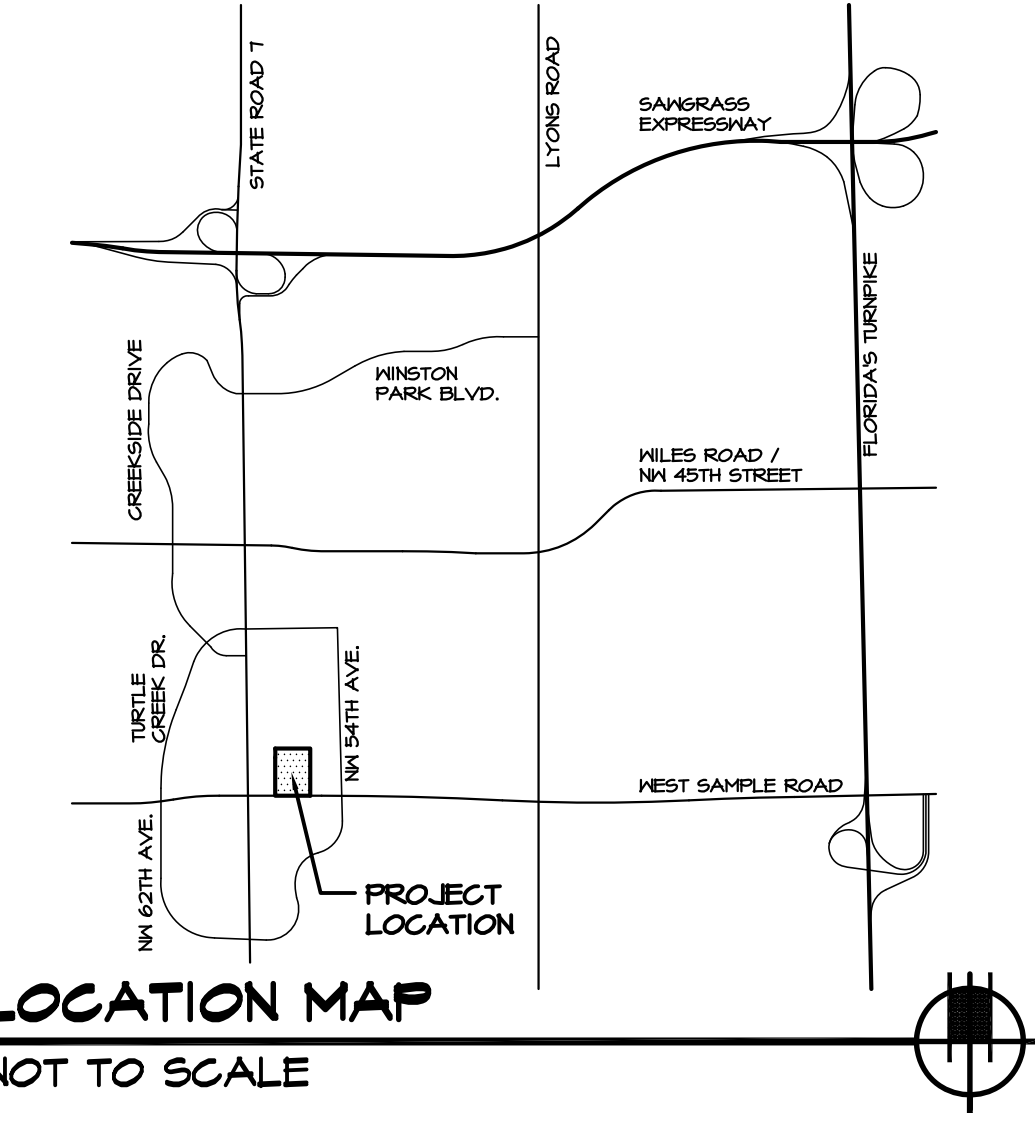 STATE ROAD 7
LYONS ROAD
SAWGRASS
EXPRESSWAY
FLORIDA'S TURNPIKE
CREEKSIDE DRIVE
WINSTON
PARK BLVD.
WILES ROAD /
NW 45TH STREET
TURTLE
CREEK DR.
NW 54TH AVE.
WEST SAMPLE ROAD
NW 62TH AVE.
PROJECT
LOCATION
LOCATION MAP
NOT TO SCALE